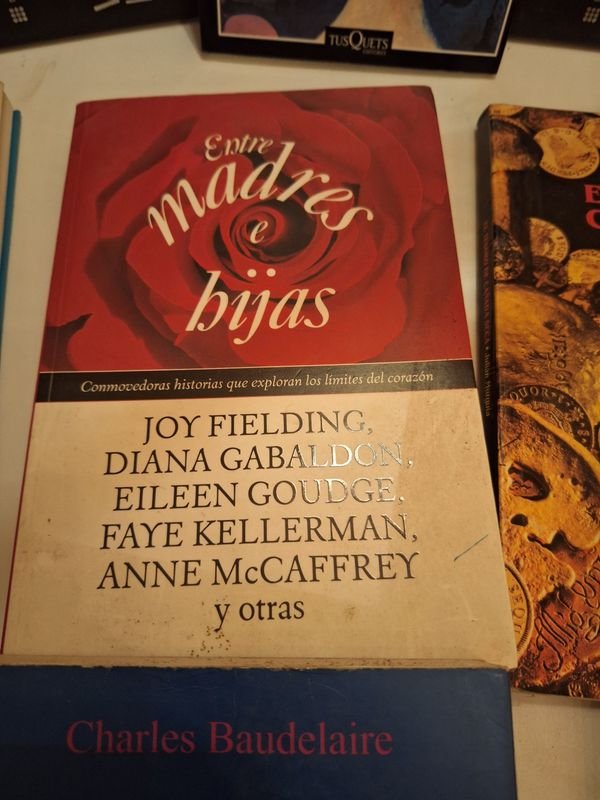 TUSQUETS
EDITORES
Entre
madres
e
hijas
Conmovedoras historias que exploran los límites del corazón
JOY FIELDING,
DIANA GABALDON,
EILEEN GOUDGE,
FAYE KELLERMAN,
ANNE McCAFFREY
y otras
Charles Baudelaire